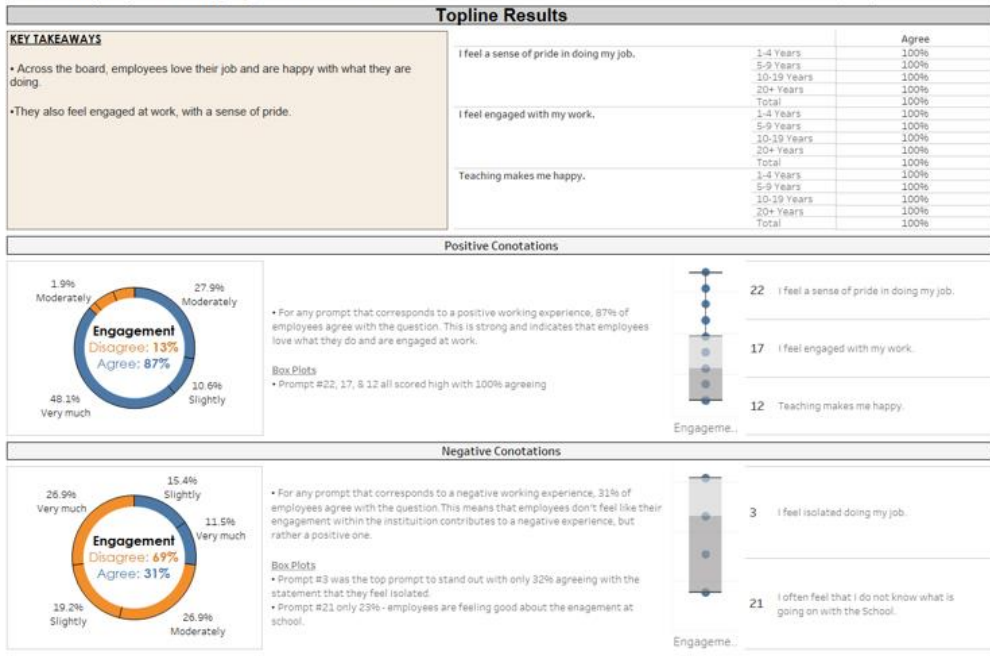 Topline Results
KEY TAKEAWAYS
• Across the board, employees love their job and are happy with what they are
doing.
•They also feel engaged at work, with a sense of pride.
Agree
I feel a sense of pride in doing my job.
1-4 Years 100%
5-9 Years 100%
10-19 Years 100%
20+ Years 100%
Total 100%
I feel engaged with my work.
1-4 Years 100%
5-9 Years 100%
10-19 Years 100%
20+ Years 100%
Total 100%
Teaching makes me happy.
1-4 Years 100%
5-9 Years 100%
10-19 Years 100%
20+ Years 100%
Total 100%
Positive Conotations
1.9%
Moderately
27.9%
Moderately
Engagement
Disagree: 13%
Agree: 87%
10.6%
Slightly
48.1%
Very much
• For any prompt that corresponds to a positive working experience, 87% of
employees agree with the question. This is strong and indicates that employees
love what they do and are engaged at work.
Box Plots
• Prompt #22, 17, & 12 all scored high with 100% agreeing
Engageme..
22 I feel a sense of pride in doing my job.
17 I feel engaged with my work.
12 Teaching makes me happy.
Negative Conotations
15.4%
Slightly
26.9%
Very much
11.5%
Very much
Engagement
Disagree: 69%
Agree: 31%
19.2%
Slightly
26.9%
Moderately
• For any prompt that corresponds to a negative working experience, 31% of
employees agree with the question. This means that employees don't feel like their
engagement within the instituition contributes to a negative experience, but
rather a positive one.
Box Plots
• Prompt #3 was the top prompt to stand out with only 32% agreeing with the
statement that they feel isolated.
• Prompt #21 only 23% - employees are feeling good about the enagement at
school.
Engageme..
3 I feel isolated doing my job.
21 I often feel that I do not know what is
going on with the School.